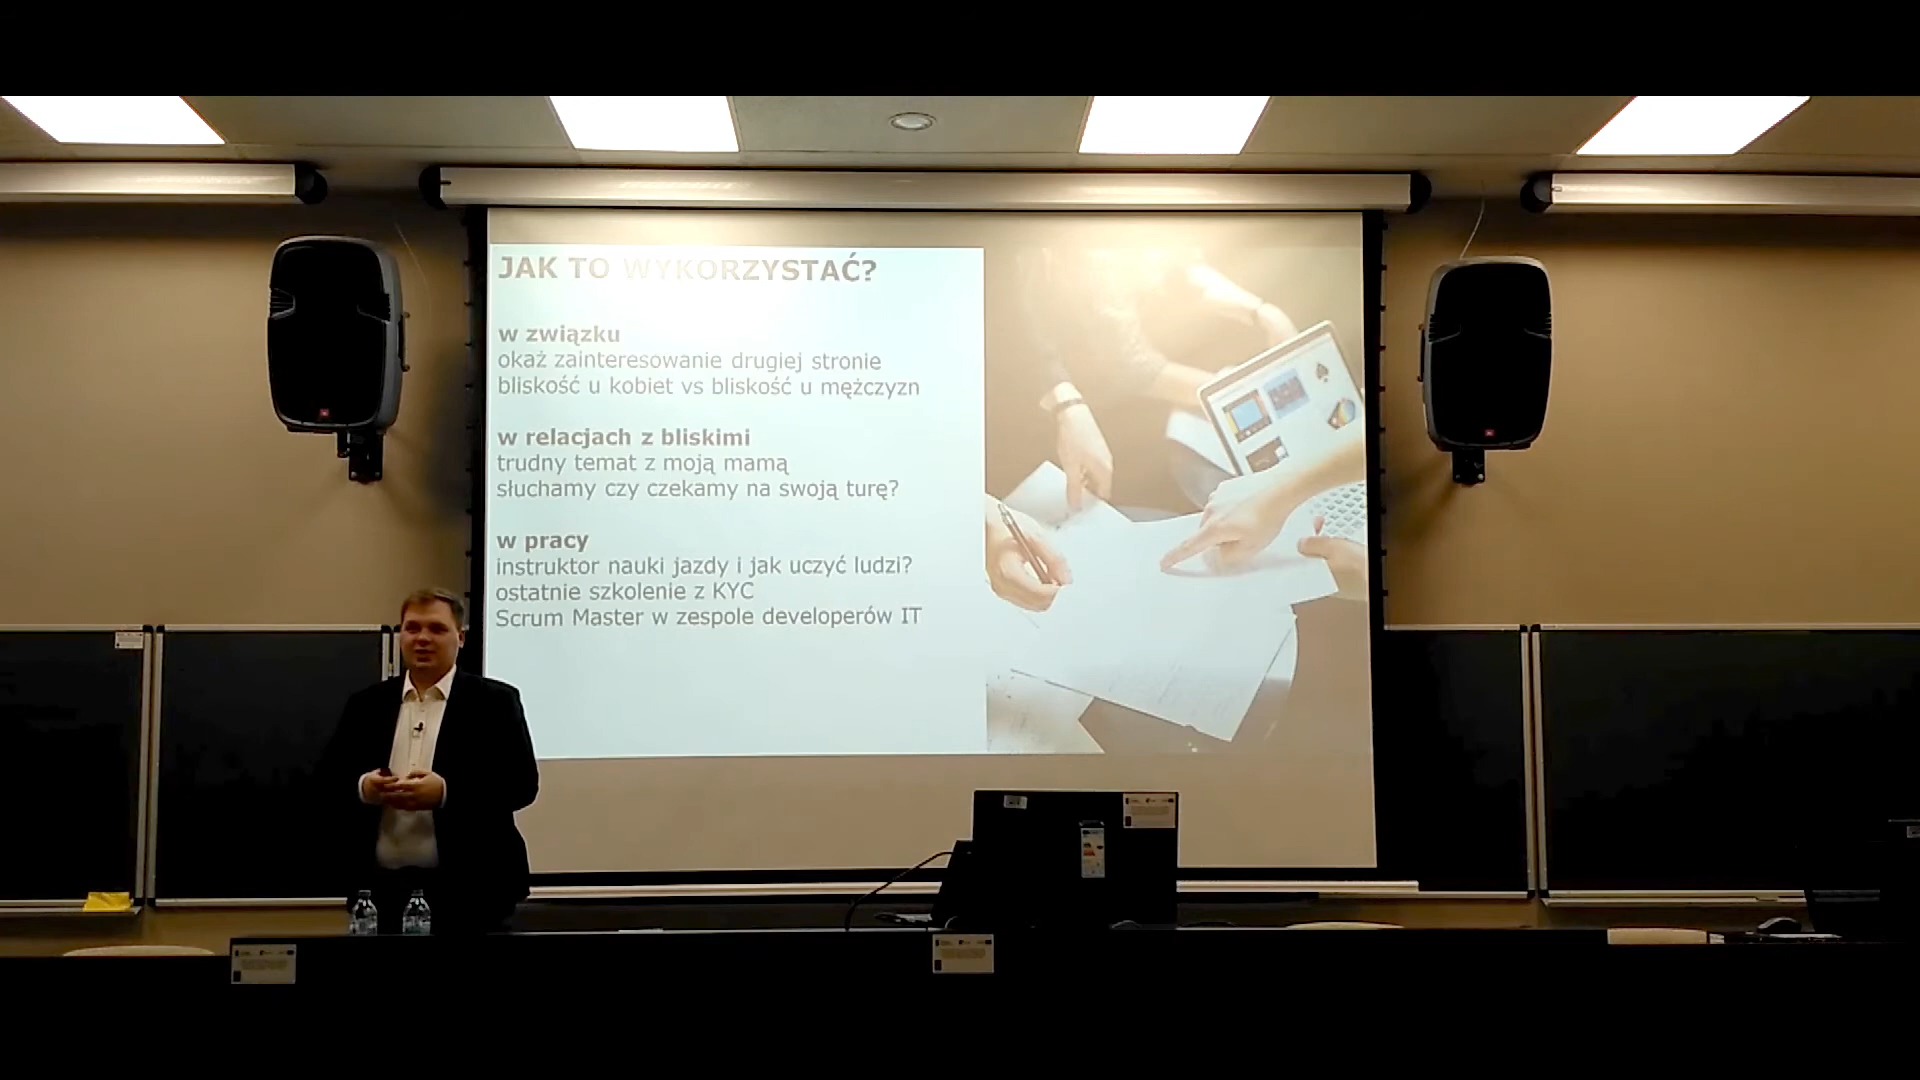 JAK TO WYKORZYSTAĆ?
w związku
okaż zainteresowanie drugiej stronie
bliskość u kobiet vs bliskość u mężczyzn
w relacjach z bliskimi
trudny temat z moją mamą
słuchamy czy czekamy na swoją turę?
w pracy
instruktor nauki jazdy i jak uczyć ludzi?
ostatnie szkolenie z KYC
Scrum Master w zespole developerów IT